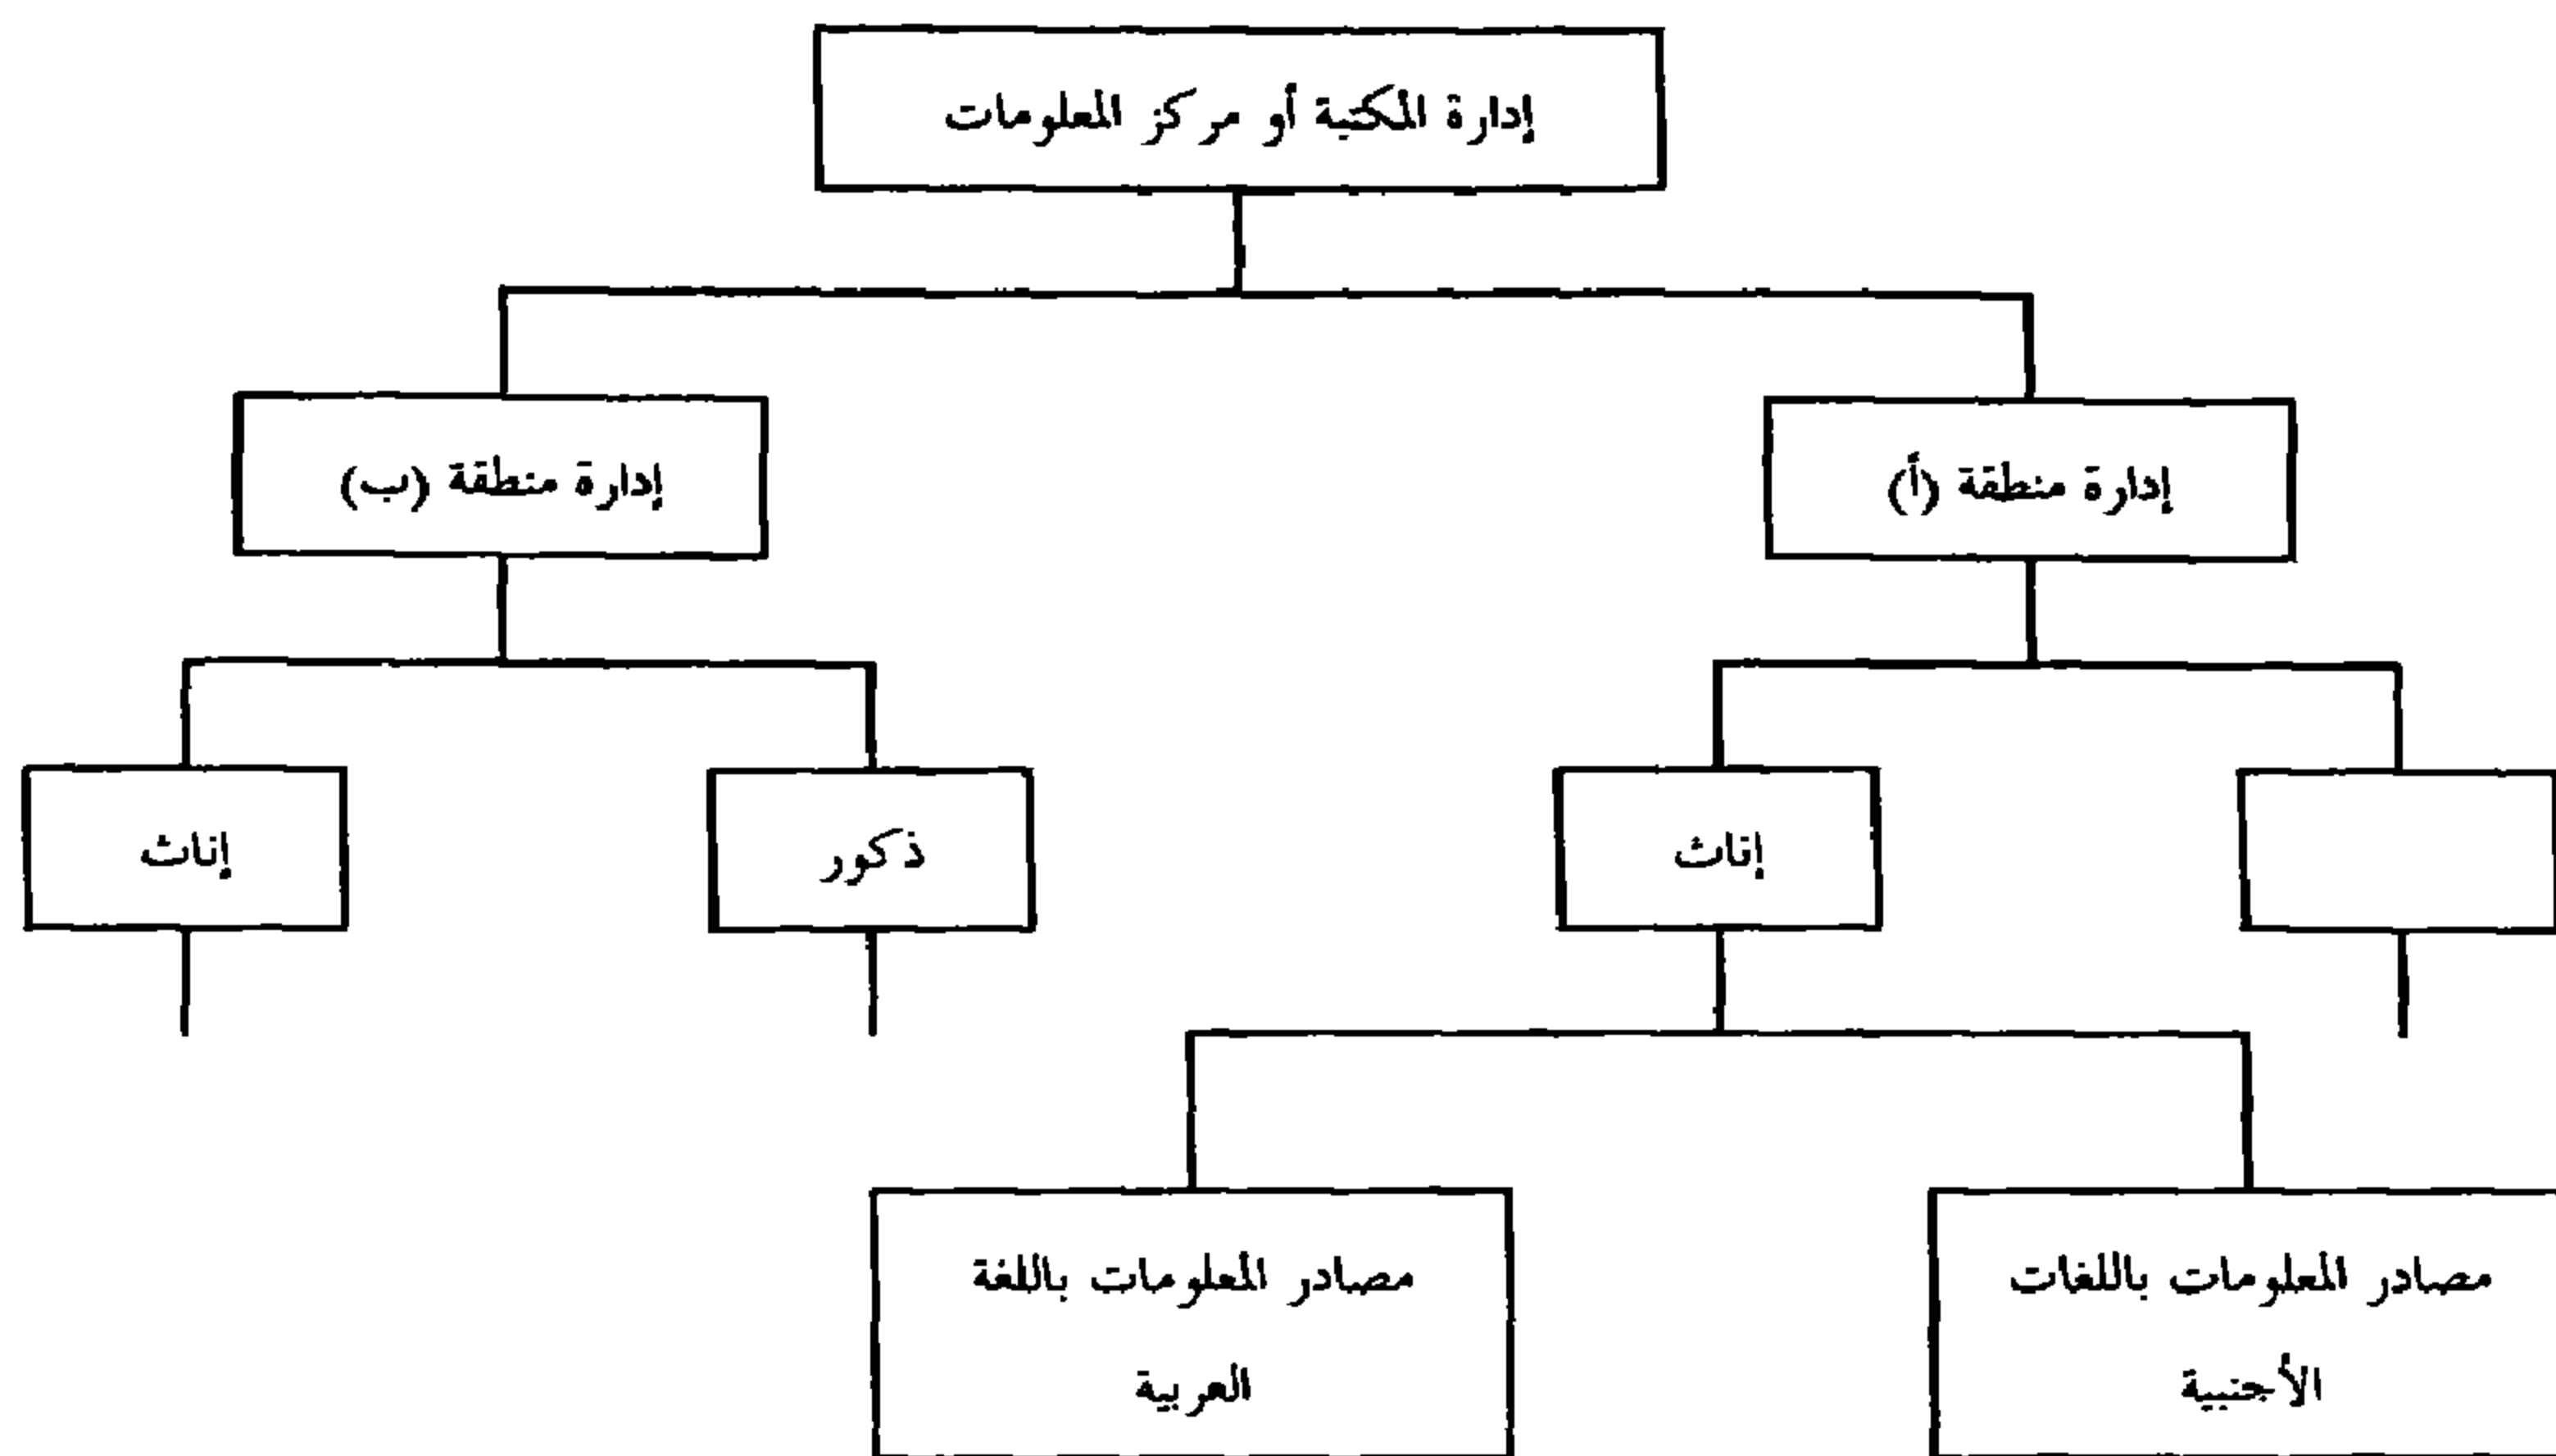 إدارة المكتبة أو مركز المعلومات
إدارة منطقة (أ)
إدارة منطقة (ب)
إناث
ذكور
إناث
مصادر المعلومات باللغات
الأجنبية
مصادر المعلومات باللغة
العربية